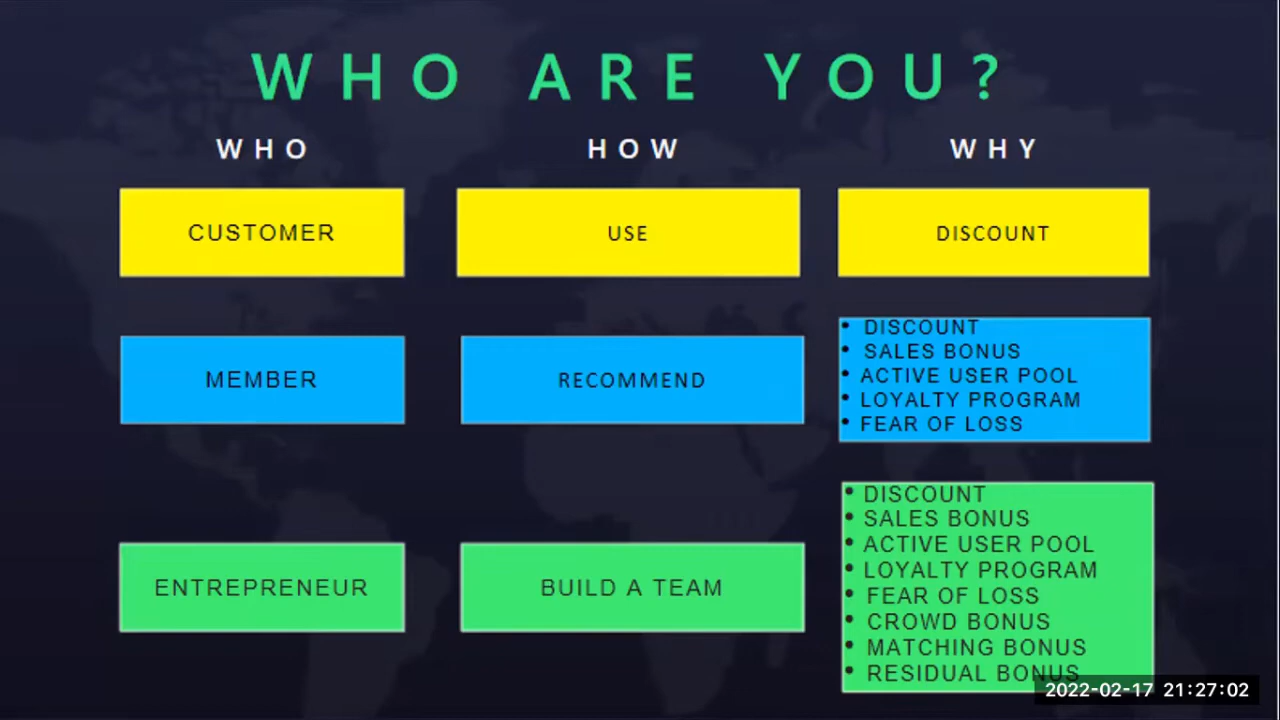 WHO ARE YOU?
WHO HOW WHY
CUSTOMER USE DISCOUNT
MEMBER RECOMMEND
• DISCOUNT
• SALES BONUS
• ACTIVE USER POOL
• LOYALTY PROGRAM
• FEAR OF LOSS
ENTREPRENEUR BUILD A TEAM
• DISCOUNT
• SALES BONUS
• ACTIVE USER POOL
• LOYALTY PROGRAM
• FEAR OF LOSS
• CROWD BONUS
• MATCHING BONUS
• RESIDUAL BONUS
2022-02-17 21:27:02